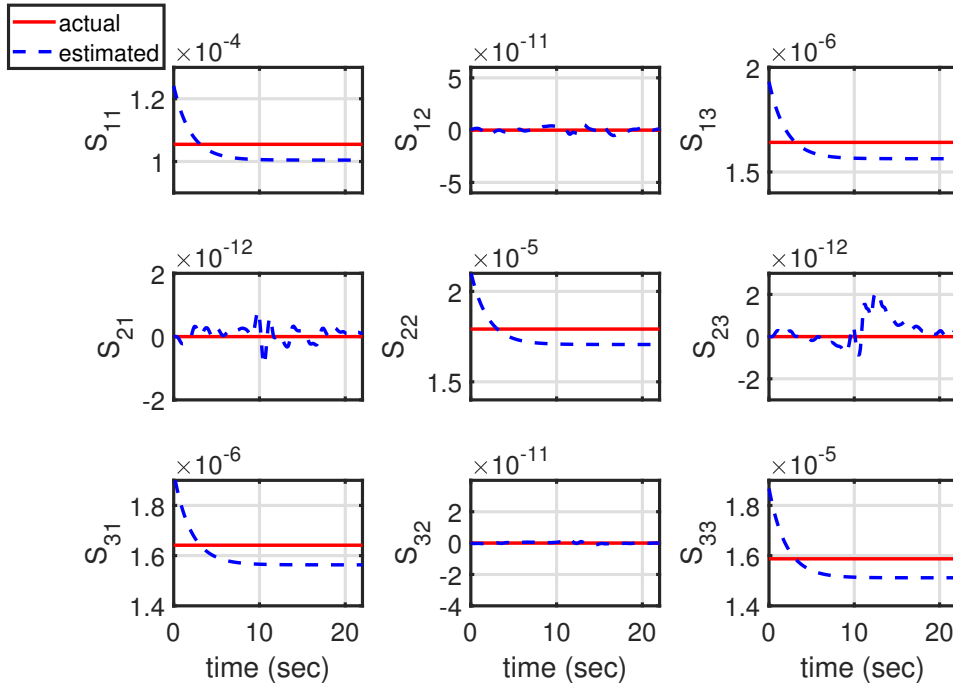 actual
estimated
×10⁻⁴
1.2
1
S₁₁
×10⁻¹¹
5
0
-5
S₁₂
×10⁻⁶
2
1.5
S₁₃
×10⁻¹²
2
0
-2
S₂₁
×10⁻⁵
2
1.5
S₂₂
×10⁻¹²
2
0
-2
S₂₃
×10⁻⁶
1.8
1.6
1.4
S₃₁
0 10 20
time (sec)
×10⁻¹¹
2
0
-2
-4
S₃₂
0 10 20
time (sec)
×10⁻⁵
1.8
1.6
1.4
S₃₃
0 10 20
time (sec)